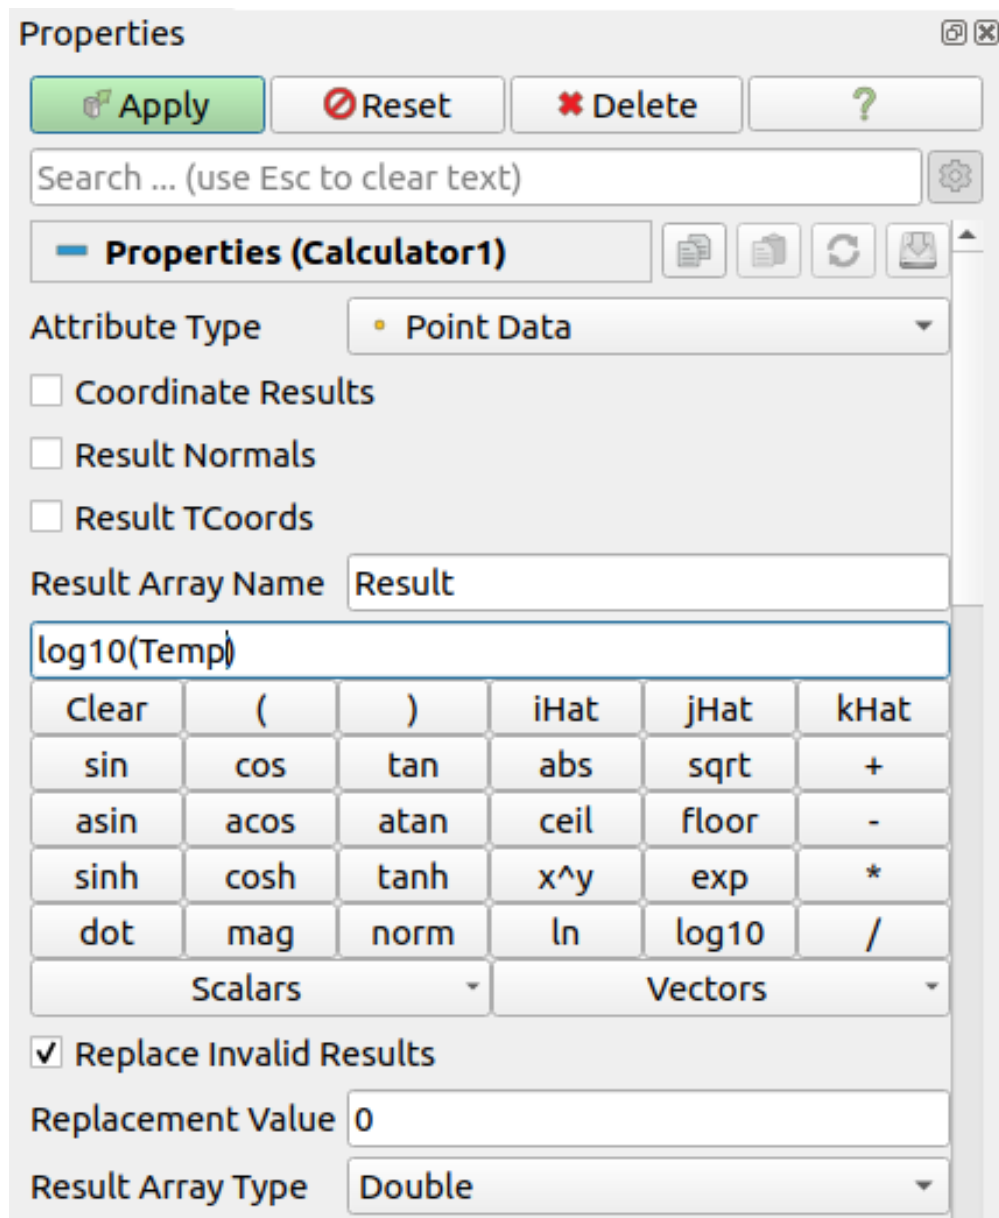 Properties
Apply Reset Delete ?
Search ... (use Esc to clear text)
Properties (Calculator1)
Attribute Type Point Data
Coordinate Results
Result Normals
Result TCoords
Result Array Name Result
log10(Temp)
Clear ( ) iHat jHat kHat
sin cos tan abs sqrt +
asin acos atan ceil floor -
sinh cosh tanh x^y exp *
dot mag norm ln log10 /
Scalars Vectors
Replace Invalid Results
Replacement Value 0
Result Array Type Double